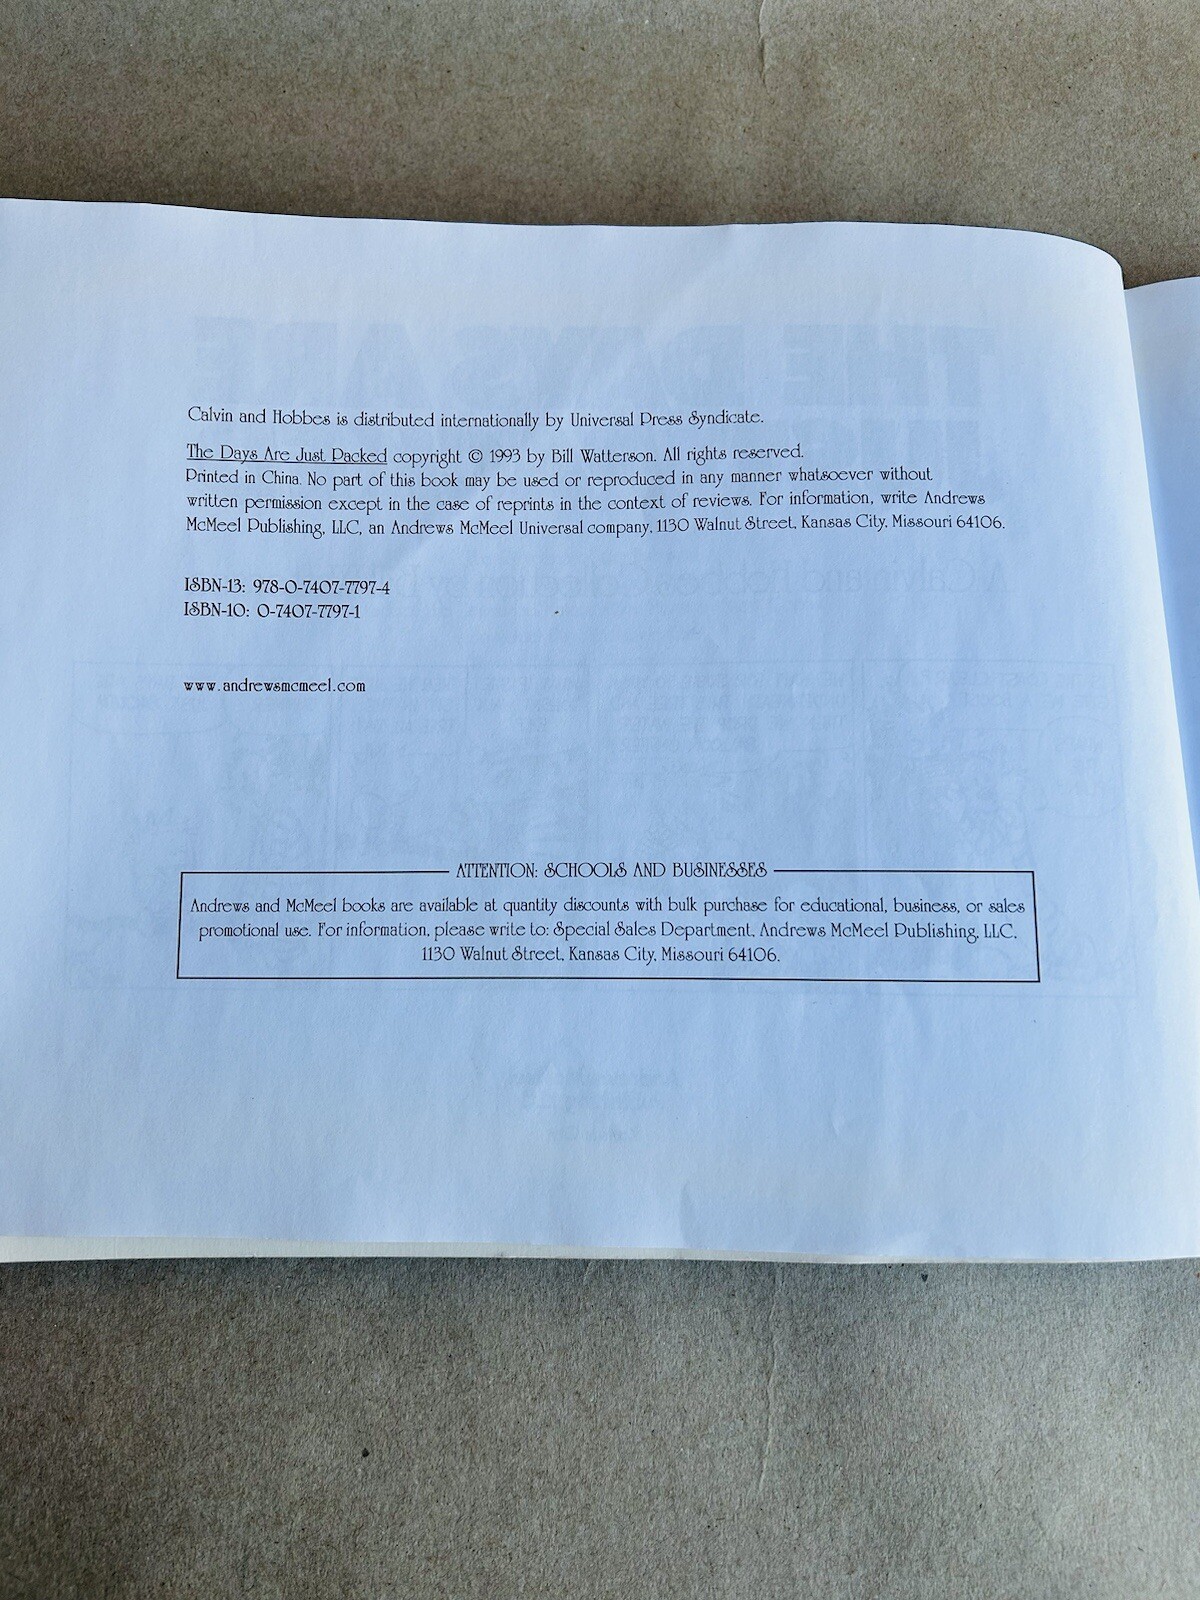 Calvin and Hobbes is distributed internationally by Universal Press Syndicate.
The Days Are Just Packed copyright © 1993 by Bill Watterson. All rights reserved.
Printed in China. No part of this book may be used or reproduced in any manner whatsoever without
written permission except in the case of reprints in the context of reviews. For information, write Andrews
McMeel Publishing, LLC, an Andrews McMeel Universal company, 1130 Walnut Street, Kansas City, Missouri 64106.
ISBN-13: 978-0-7407-7797-4
ISBN-10: 0-7407-7797-1
www.andrewsmcmeel.com
ATTENTION: SCHOOLS AND BUSINESSES
Andrews and McMeel books are available at quantity discounts with bulk purchase for educational, business, or sales
promotional use. For information, please write to: Special Sales Department, Andrews McMeel Publishing, LLC,
1130 Walnut Street, Kansas City, Missouri 64106.